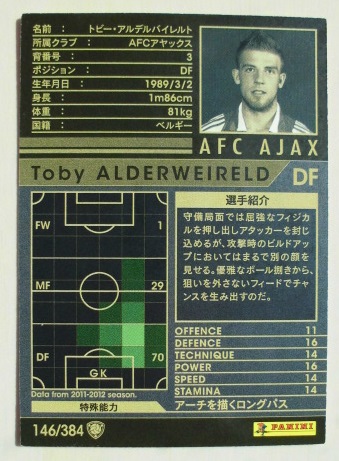 名前 : トビー・アルデルバイレルト
所属クラブ : AFCアヤックス
背番号 : 3
ポジション : DF
生年月日 : 1989/3/2
身長 : 1m86cm
体重 : 81kg
国籍 : ベルギー
AFC AJAX
Toby ALDERWEIRELD DF
FW 1
MF 29
DF 70
GK
Data from 2011-2012 season.
選手紹介
守備局面では屈強なフィジカ
ルを押し出しアタッカーを封じ
込めるが、攻撃時のビルドアッ
プにおいてはまるで別の顔を
見せる。優雅なボール捌きから、
狙いを外さないフィードでチャ
ンスを生み出すのだ。
OFFENCE 11
DEFENCE 16
TECHNIQUE 14
POWER 16
SPEED 14
STAMINA 14
特殊能力
アーチを描くロングパス
146/384
PANINI